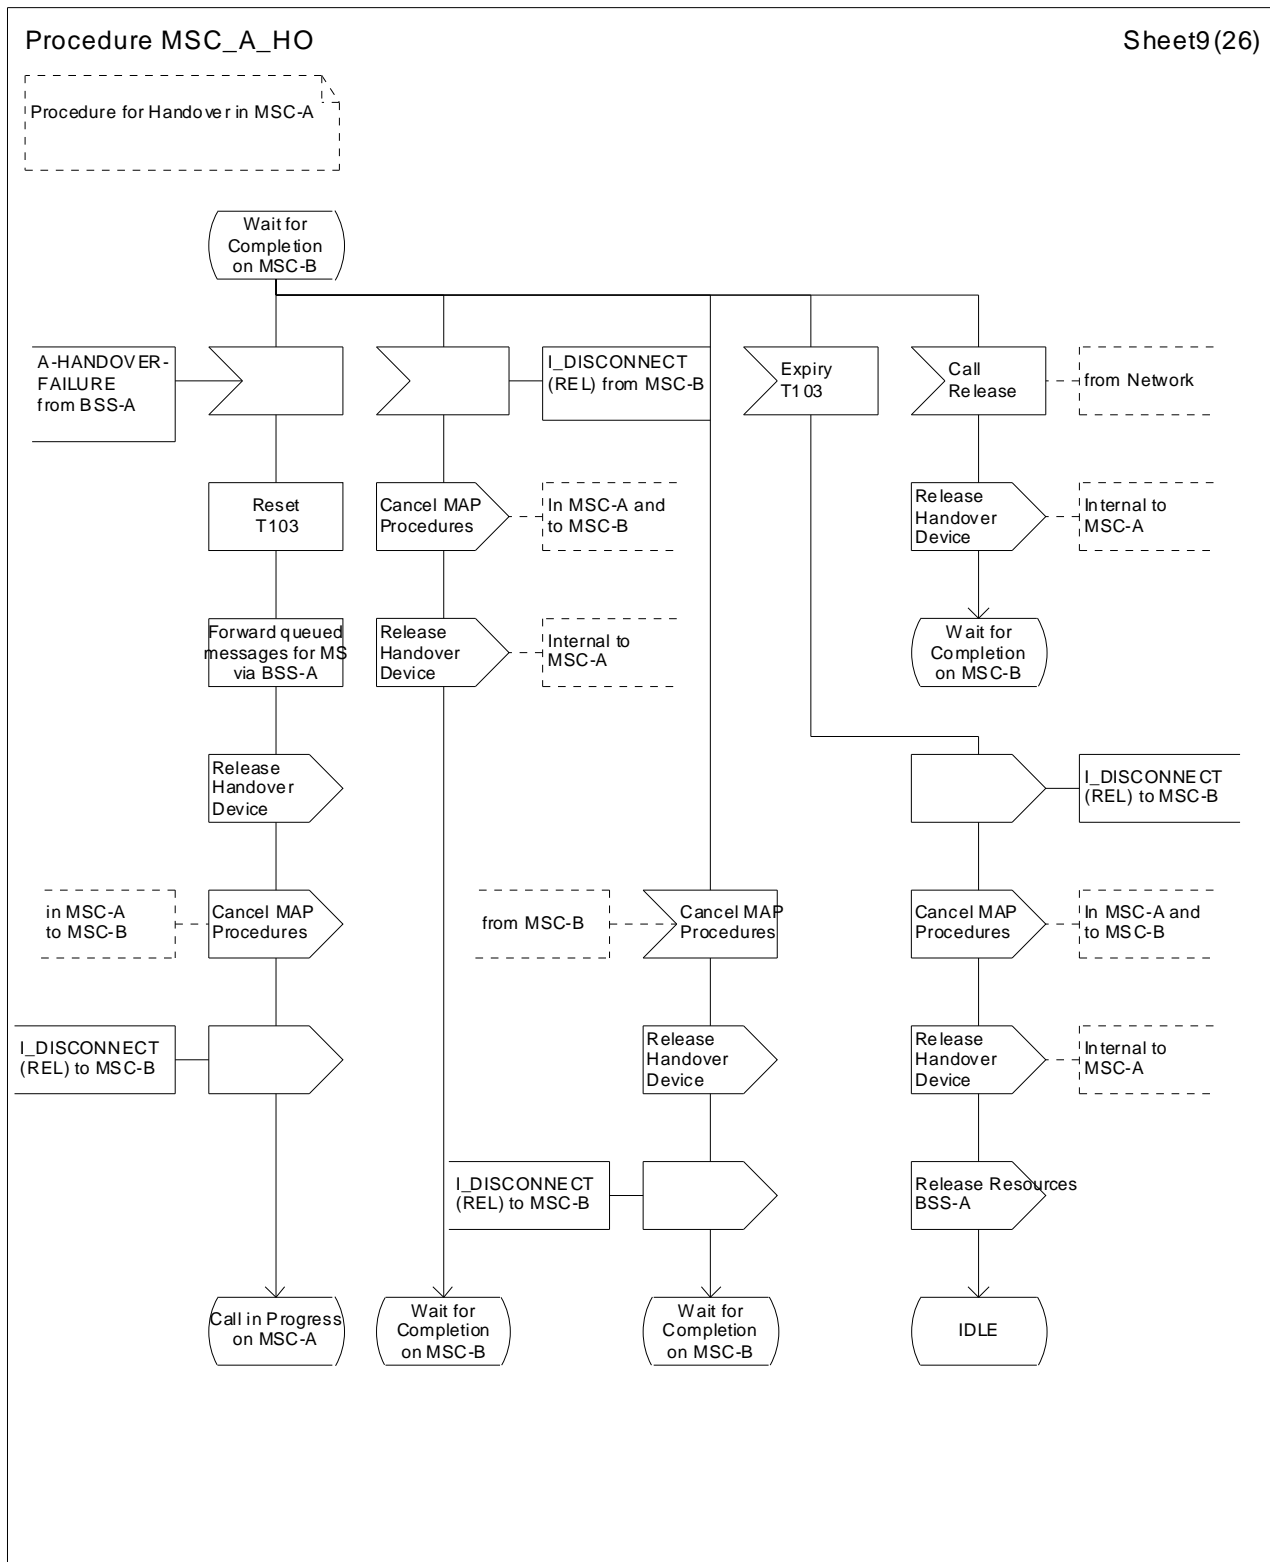 Procedure MSC_A_HO
Sheet9(26)
Procedure for Handover in MSC-A
Wait for
Completion
on MSC-B
A-HANDOVER-
FAILURE
from BSS-A
I_DISCONNECT
(REL) from MSC-B
Expiry
T103
Call
Release
from Network
Reset
T103
Cancel MAP
Procedures
In MSC-A and
to MSC-B
Release
Handover
Device
Internal to
MSC-A
Forward queued
messages for MS
via BSS-A
Release
Handover
Device
Internal to
MSC-A
Wait for
Completion
on MSC-B
Release
Handover
Device
I_DISCONNECT
(REL) to MSC-B
in MSC-A
to MSC-B
Cancel MAP
Procedures
from MSC-B
Cancel MAP
Procedures
Cancel MAP
Procedures
In MSC-A and
to MSC-B
I_DISCONNECT
(REL) to MSC-B
Release
Handover
Device
Release
Handover
Device
Internal to
MSC-A
I_DISCONNECT
(REL) to MSC-B
Release Resources
BSS-A
Call in Progress
on MSC-A
Wait for
Completion
on MSC-B
Wait for
Completion
on MSC-B
IDLE